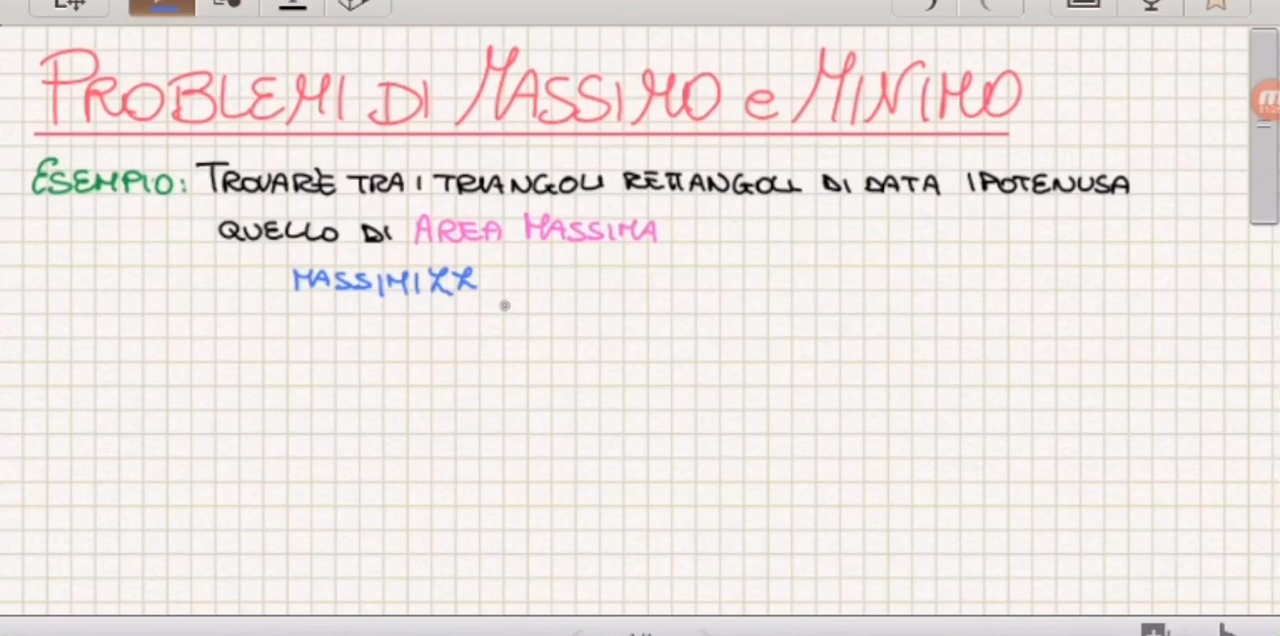 PROBLEMI DI MASSIMO e MINIMO
ESEMPIO: TROVARE TRA I TRIANGOLI RETTANGOLI DI DATA IPOTENUSA
QUELLO DI AREA MASSIMA
MASSIMIZZ